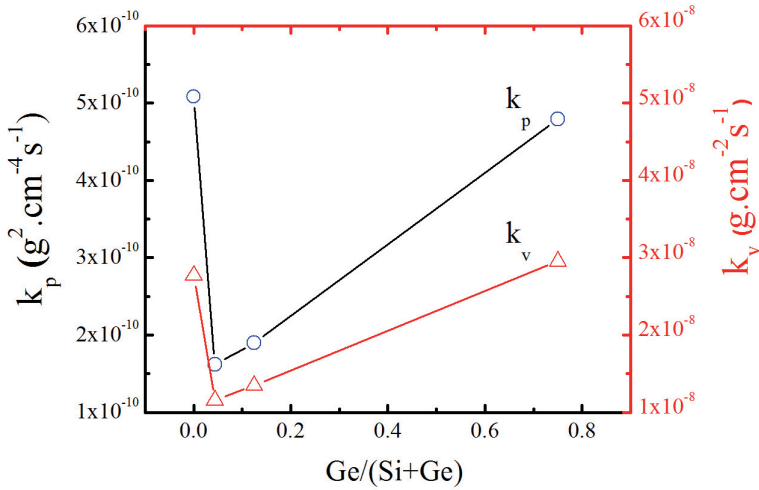 6x10⁻¹⁰
5x10⁻¹⁰
4x10⁻¹⁰
3x10⁻¹⁰
2x10⁻¹⁰
1x10⁻¹⁰
kₚ (g².cm⁻⁴s⁻¹)
kₚ
kᵥ
6x10⁻⁸
5x10⁻⁸
4x10⁻⁸
3x10⁻⁸
2x10⁻⁸
1x10⁻⁸
kᵥ (g.cm⁻²s⁻¹)
0.0 0.2 0.4 0.6 0.8
Ge/(Si+Ge)